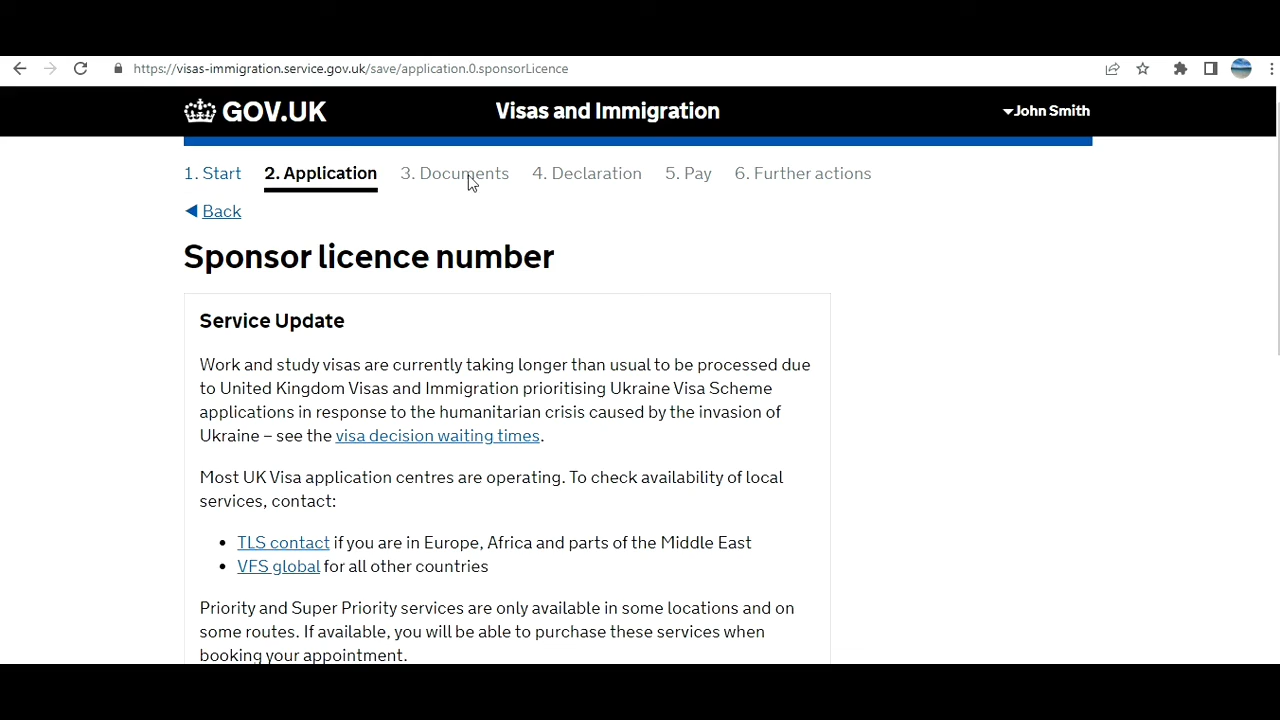 https://visas-immigration.service.gov.uk/save/application.0.sponsorLicence
GOV.UK Visas and Immigration John Smith
1. Start 2. Application 3. Documents 4. Declaration 5. Pay 6. Further actions
Back
Sponsor licence number
Service Update
Work and study visas are currently taking longer than usual to be processed due
to United Kingdom Visas and Immigration prioritising Ukraine Visa Scheme
applications in response to the humanitarian crisis caused by the invasion of
Ukraine – see the visa decision waiting times.
Most UK Visa application centres are operating. To check availability of local
services, contact:
• TLS contact if you are in Europe, Africa and parts of the Middle East
• VFS global for all other countries
Priority and Super Priority services are only available in some locations and on
some routes. If available, you will be able to purchase these services when
booking your appointment.